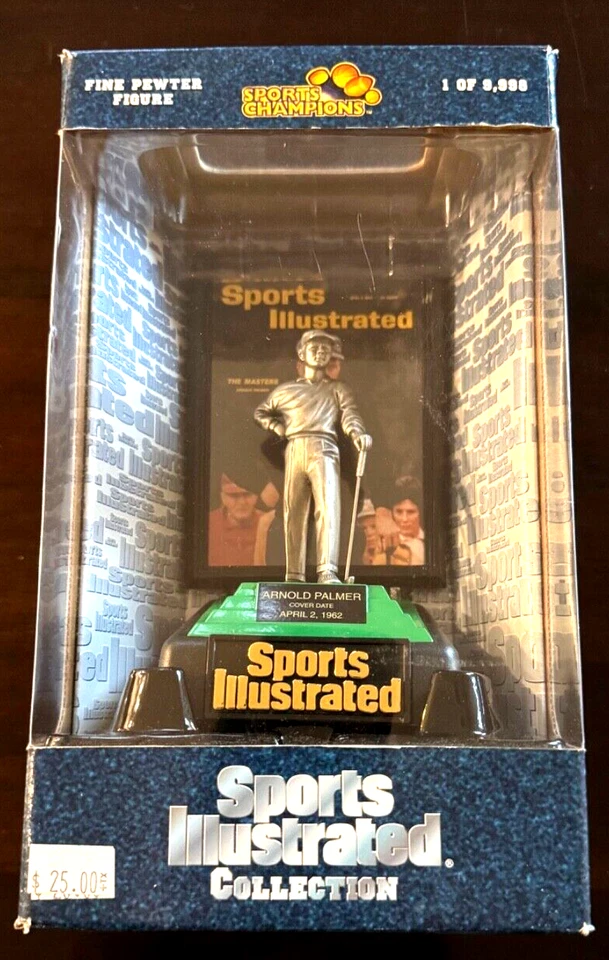 FINE PEWTER
FIGURE
SPORTS
CHAMPIONS™
1 OF 9,998
Sports
Illustrated
THE MASTERS
ARNOLD PALMER
COVER DATE
APRIL 2, 1962
Sports
Illustrated
Sports
Illustrated®
COLLECTION
$ 25.00